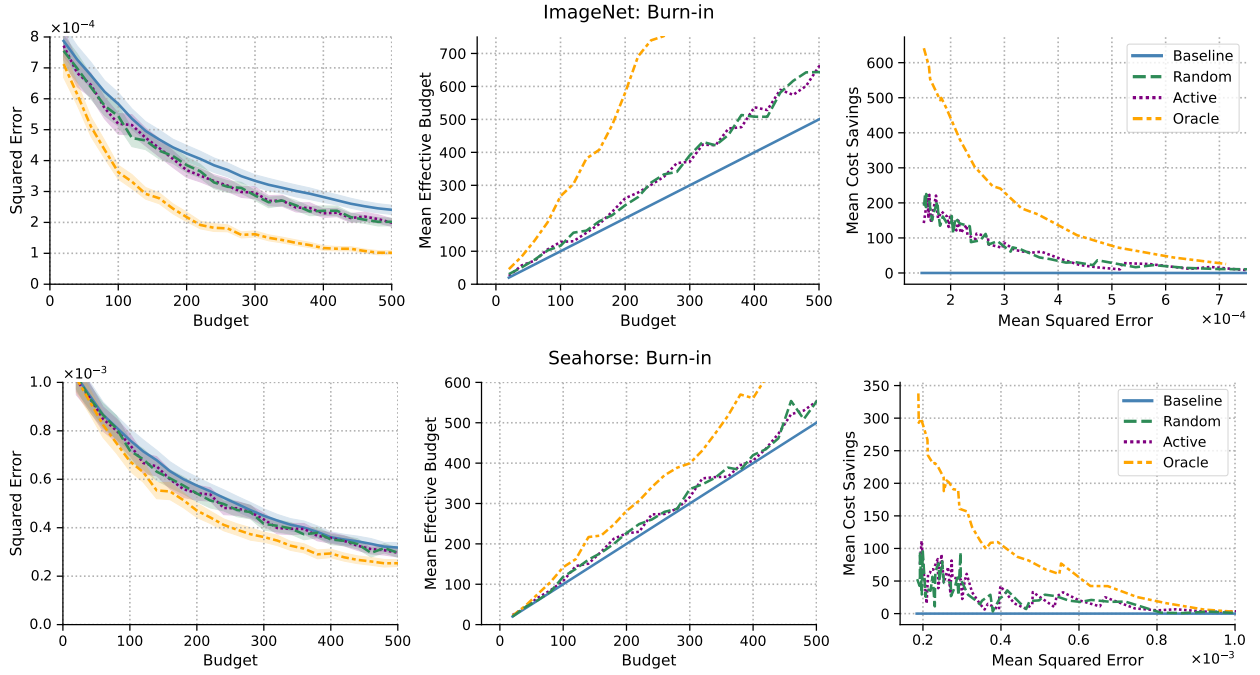 ImageNet: Burn-in
×10⁻⁴
8
7
6
5
4
3
2
1
0
Squared Error
0 100 200 300 400 500
Budget
700
600
500
400
300
200
100
0
Mean Effective Budget
0 100 200 300 400 500
Budget
600
500
400
300
200
100
0
Mean Cost Savings
Baseline
Random
Active
Oracle
2 3 4 5 6 7
Mean Squared Error
×10⁻⁴
Seahorse: Burn-in
×10⁻³
1.0
0.8
0.6
0.4
0.2
0.0
Squared Error
0 100 200 300 400 500
Budget
600
500
400
300
200
100
0
Mean Effective Budget
0 100 200 300 400 500
Budget
350
300
250
200
150
100
50
0
Mean Cost Savings
Baseline
Random
Active
Oracle
0.2 0.4 0.6 0.8 1.0
Mean Squared Error
×10⁻³